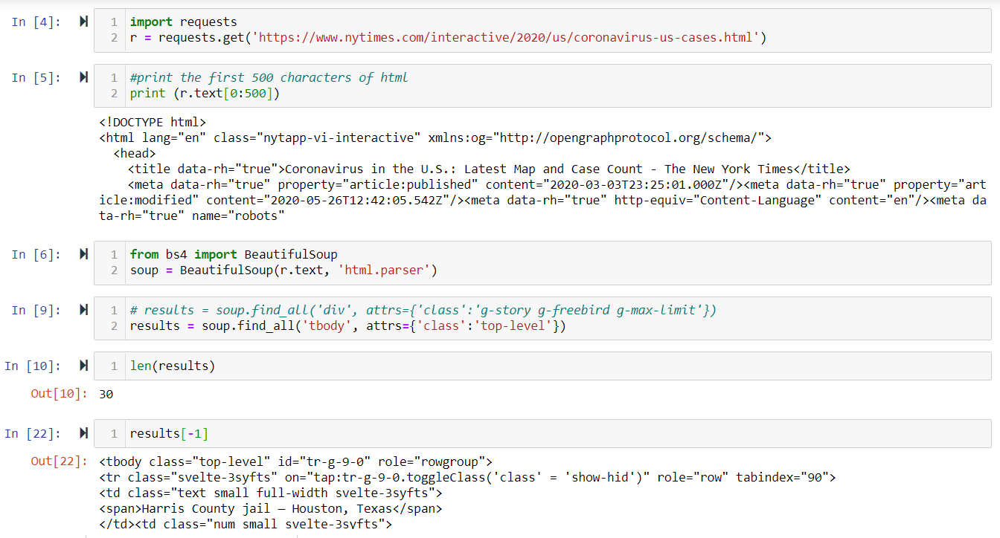 In [4]:
1 import requests
2 r = requests.get('https://www.nytimes.com/interactive/2020/us/coronavirus-us-cases.html')
In [5]:
1 #print the first 500 characters of html
2 print (r.text[0:500])
<!DOCTYPE html>
<html lang="en" class="nytapp-vi-interactive" xmlns:og="http://opengraphprotocol.org/schema/">
<head>
<title data-rh="true">Coronavirus in the U.S.: Latest Map and Case Count - The New York Times</title>
<meta data-rh="true" property="article:published" content="2020-03-03T23:25:01.000Z"/><meta data-rh="true" property="art
icle:modified" content="2020-05-26T12:42:05.542Z"/><meta data-rh="true" http-equiv="Content-Language" content="en"/><meta da
ta-rh="true" name="robots"
In [6]:
1 from bs4 import BeautifulSoup
2 soup = BeautifulSoup(r.text, 'html.parser')
In [9]:
1 # results = soup.find_all('div', attrs={'class':'g-story g-freebird g-max-limit'})
2 results = soup.find_all('tbody', attrs={'class':'top-level'})
In [10]:
1 len(results)
Out[10]: 30
In [22]:
1 results[-1]
Out[22]: <tbody class="top-level" id="tr-g-9-0" role="rowgroup">
<tr class="svelte-3syfts" on="tap:tr-g-9-0.toggleClass('class' = 'show-hid')" role="row" tabindex="90">
<td class="text small full-width svelte-3syfts">
<span>Harris County jail — Houston, Texas</span>
</td><td class="num small svelte-3syfts">